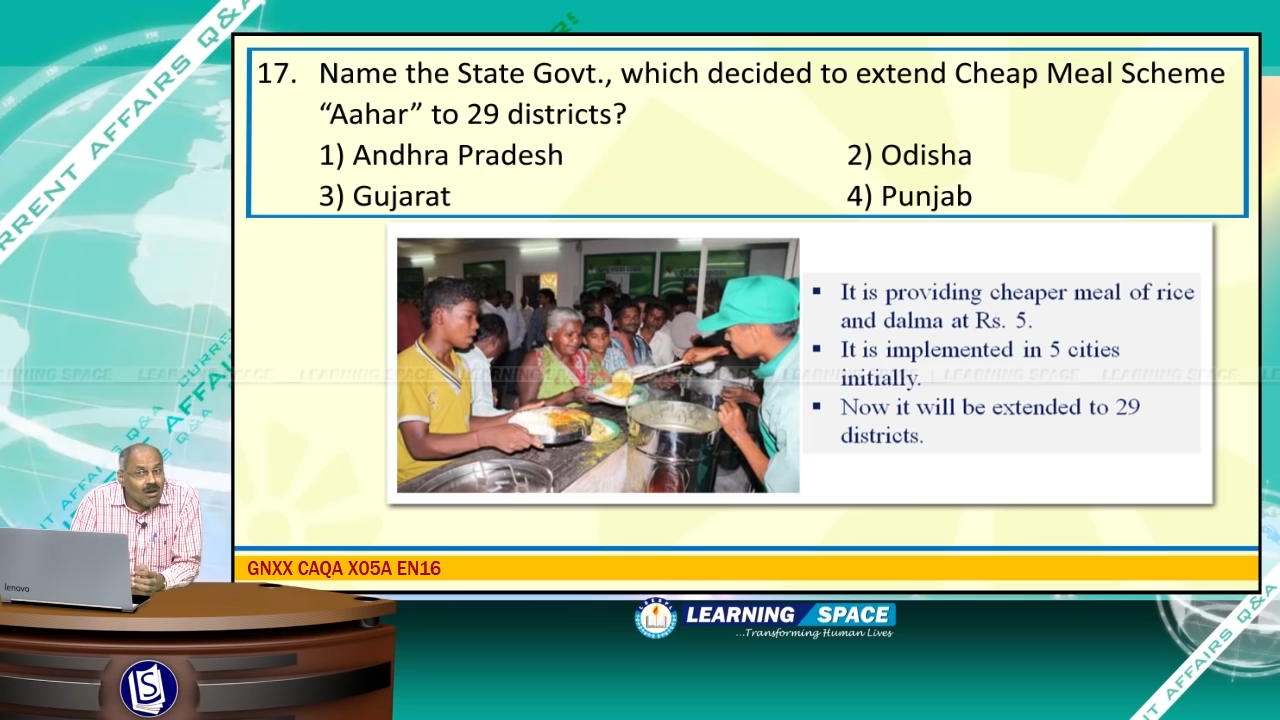 CURRENT AFFAIRS Q&A
17. Name the State Govt., which decided to extend Cheap Meal Scheme
“Aahar” to 29 districts?
1) Andhra Pradesh 2) Odisha
3) Gujarat 4) Punjab
▪ It is providing cheaper meal of rice
and dalma at Rs. 5.
▪ It is implemented in 5 cities
initially.
▪ Now it will be extended to 29
districts.
LEARNING SPACE
lenovo
GNXX CAQA X05A EN16
LEARNING SPACE
...Transforming Human Lives
LS
AFFAIRS Q&A